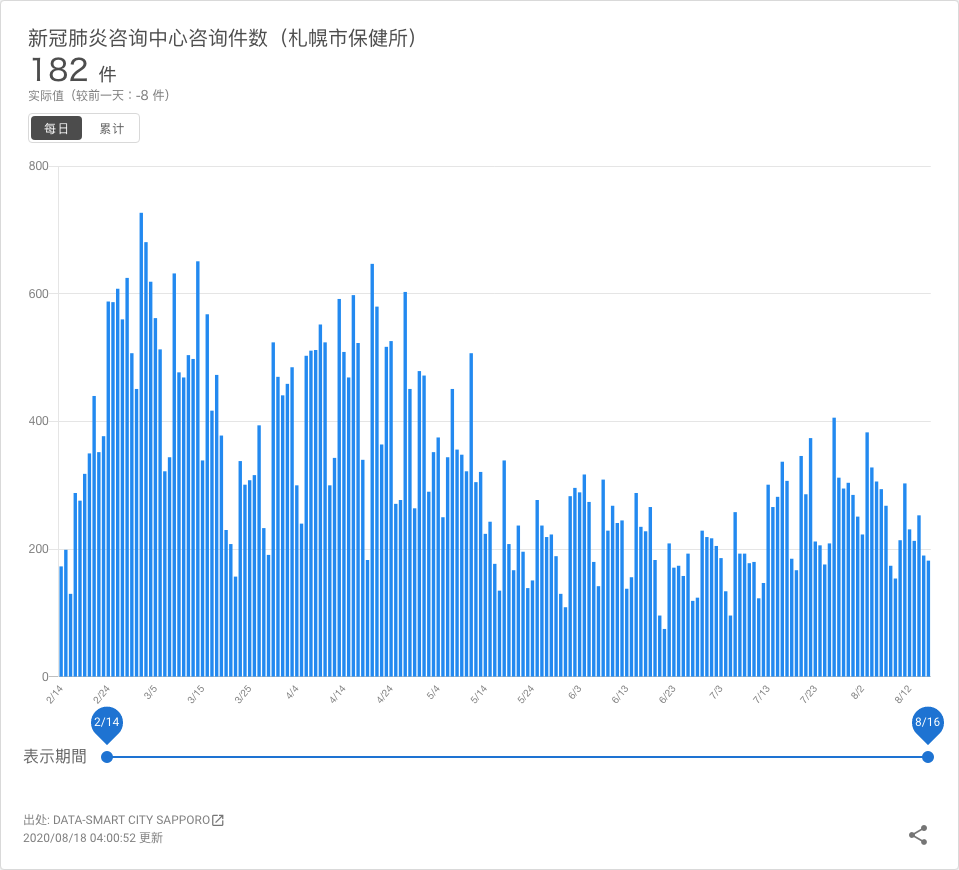 新冠肺炎咨询中心咨询件数（札幌市保健所）
182 件
实际值（较前一天：-8 件）
每日 累计
800
600
400
200
0
2/14 2/24 3/5 3/15 3/25 4/4 4/14 4/24 5/4 5/14 5/24 6/3 6/13 6/23 7/3 7/13 7/23 8/2 8/12
2/14 8/16
表示期間
出处: DATA-SMART CITY SAPPORO
2020/08/18 04:00:52 更新